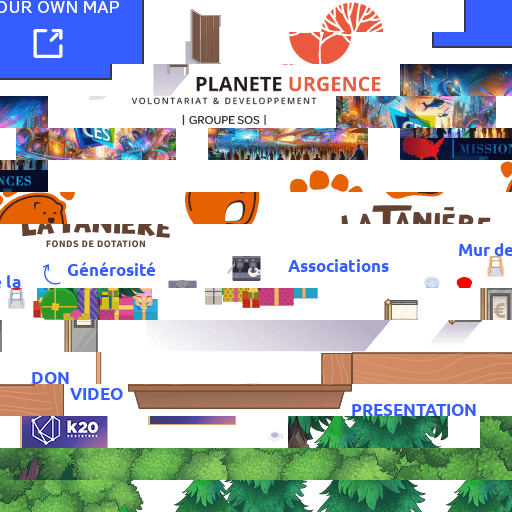 OUR OWN MAP
PLANETE URGENCE
VOLONTARIAT & DEVELOPPEMENT
| GROUPE SOS |
CES
MISSION
NCES
LA TANIÈRE
FONDS DE DOTATION
LA TANIÈRE
Mur de
Générosité
Associations
e la
€
DON
VIDEO
PRESENTATION
k20